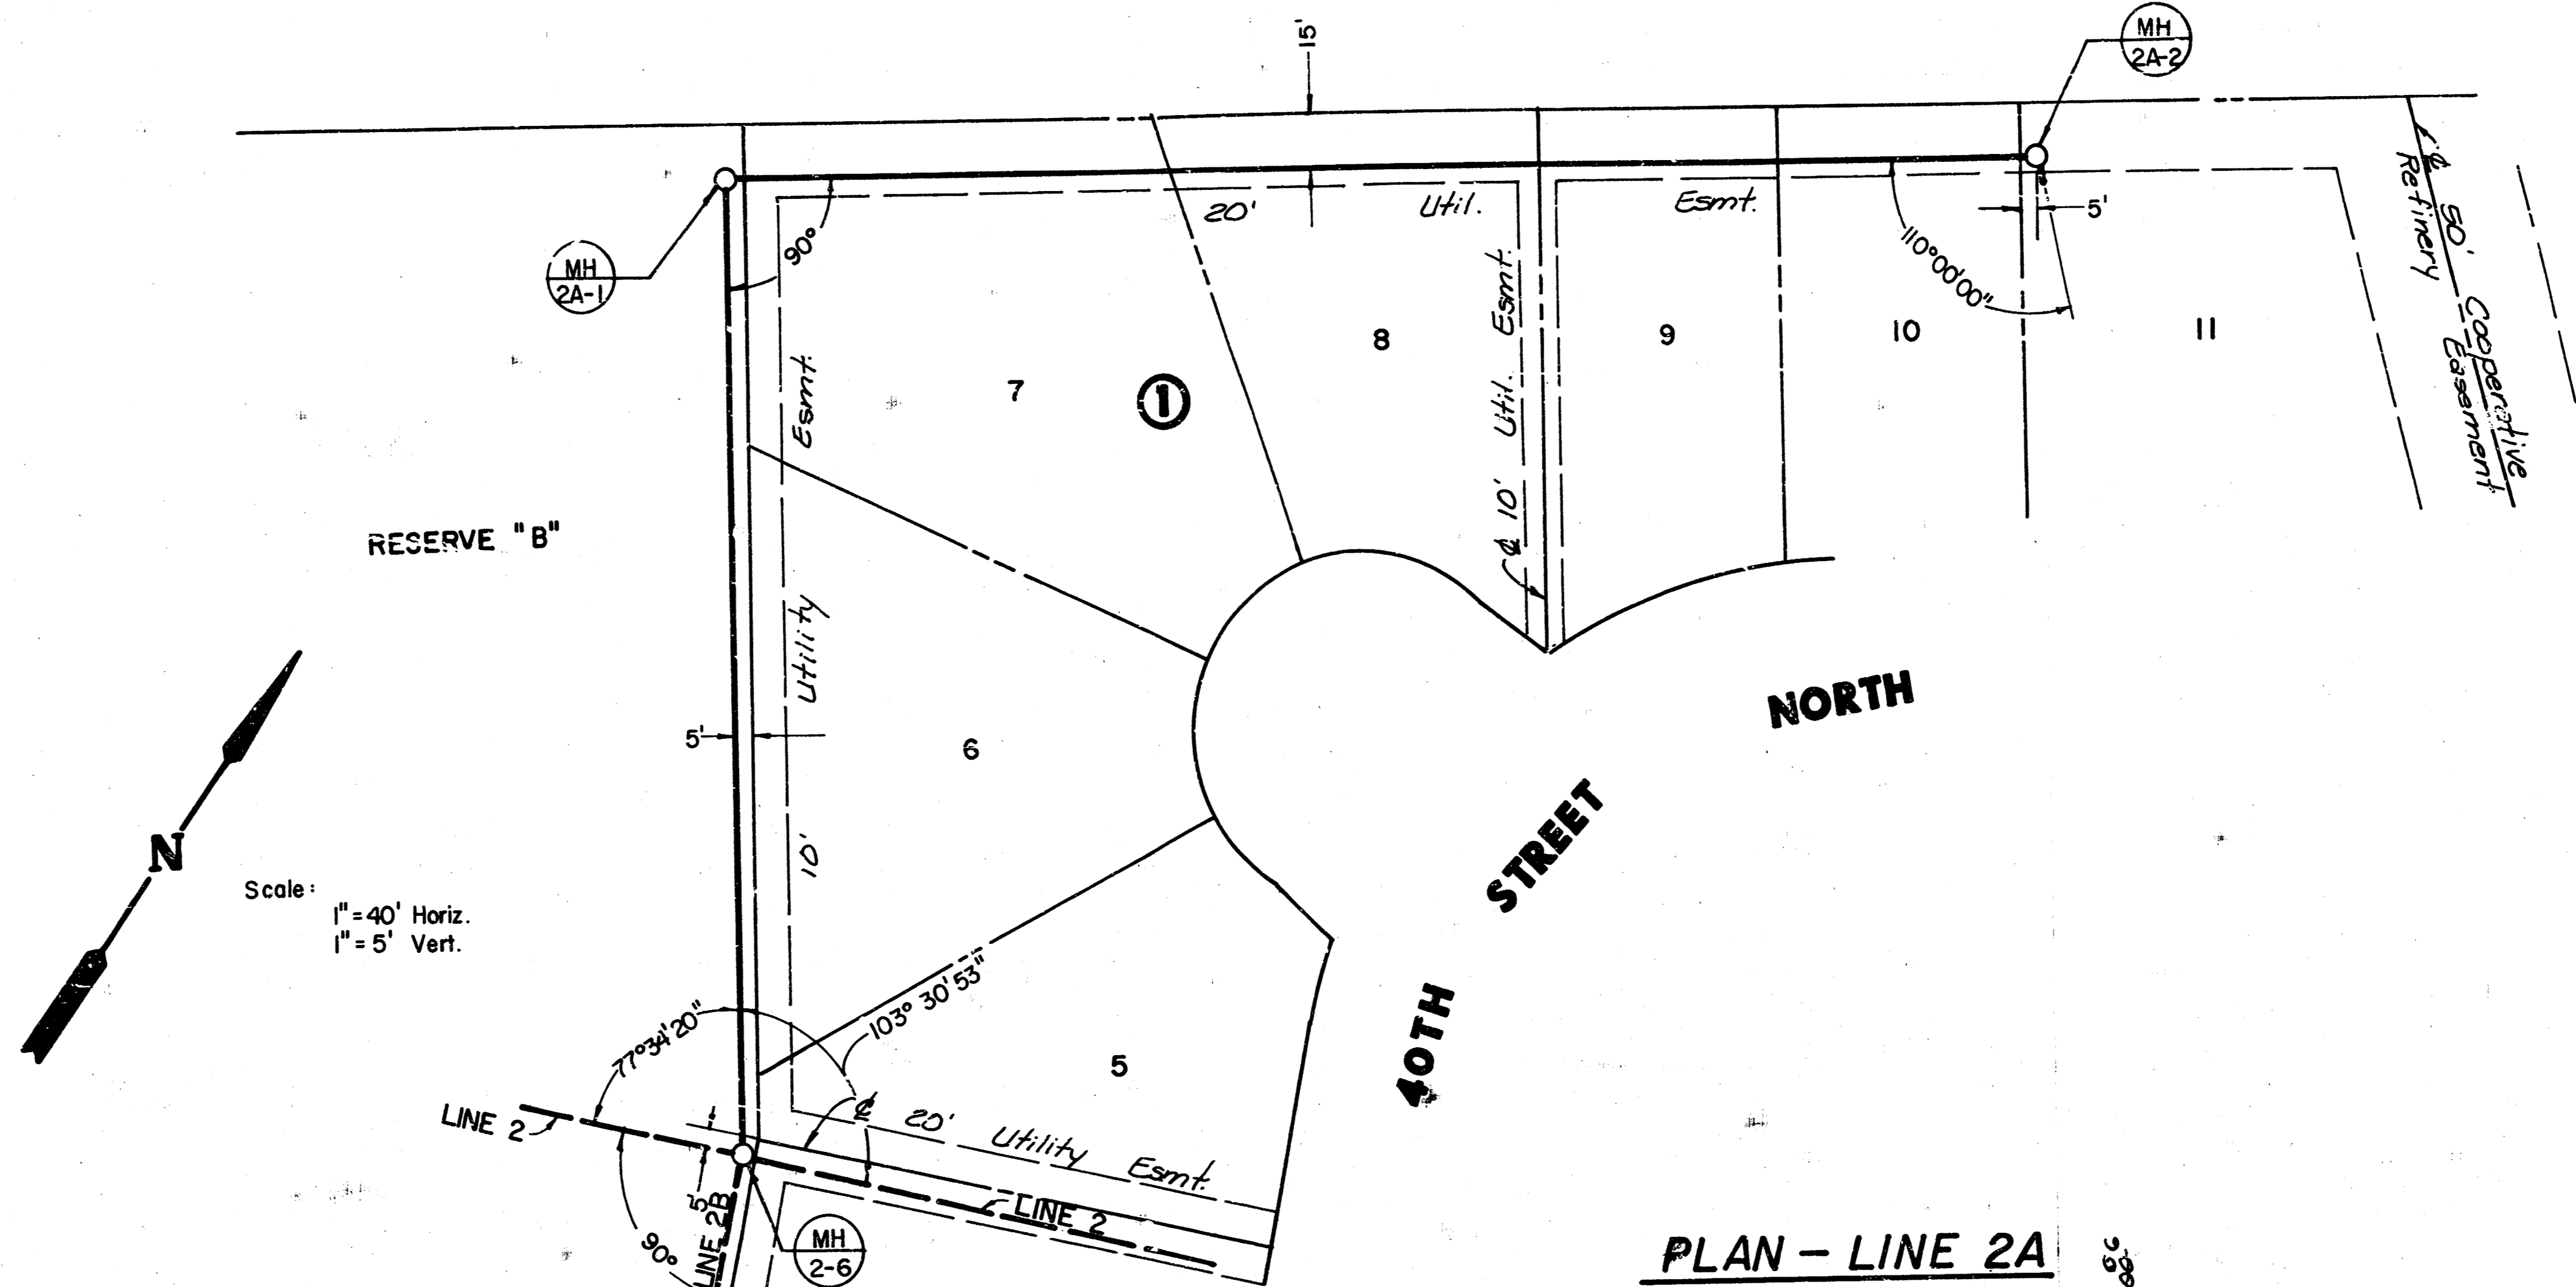 15'
MH
2A-2
MH
2A-1
90°
20' Util. Esmt.
5'
110°00'00"
₵ 50' Cooperative
Refinery Easement
7
1
8
9
10
11
Esmt.
Utility
10'
₵ 10' Util. Esmt.
RESERVE "B"
5'
6
NORTH
STREET
40TH
N
Scale:
1"=40' Horiz.
1"=5' Vert.
77°34'20"
103° 30' 53"
5
LINE 2
₵
20' Utility Esmt.
5'
LINE 2B
90°
LINE 2
MH
2-6
PLAN – LINE 2A